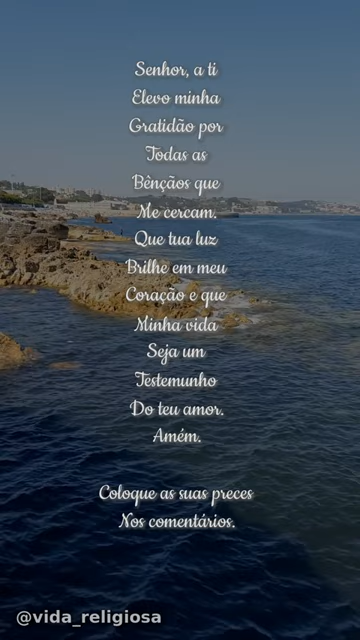 Senhor, a ti
Elevo minha
Gratidão por
Todas as
Bênçãos que
Me cercam.
Que tua luz
Brilhe em meu
Coração e que
Minha vida
Seja um
Testemunho
Do teu amor.
Amém.
Coloque as suas preces
Nos comentários.
@vida_religiosa